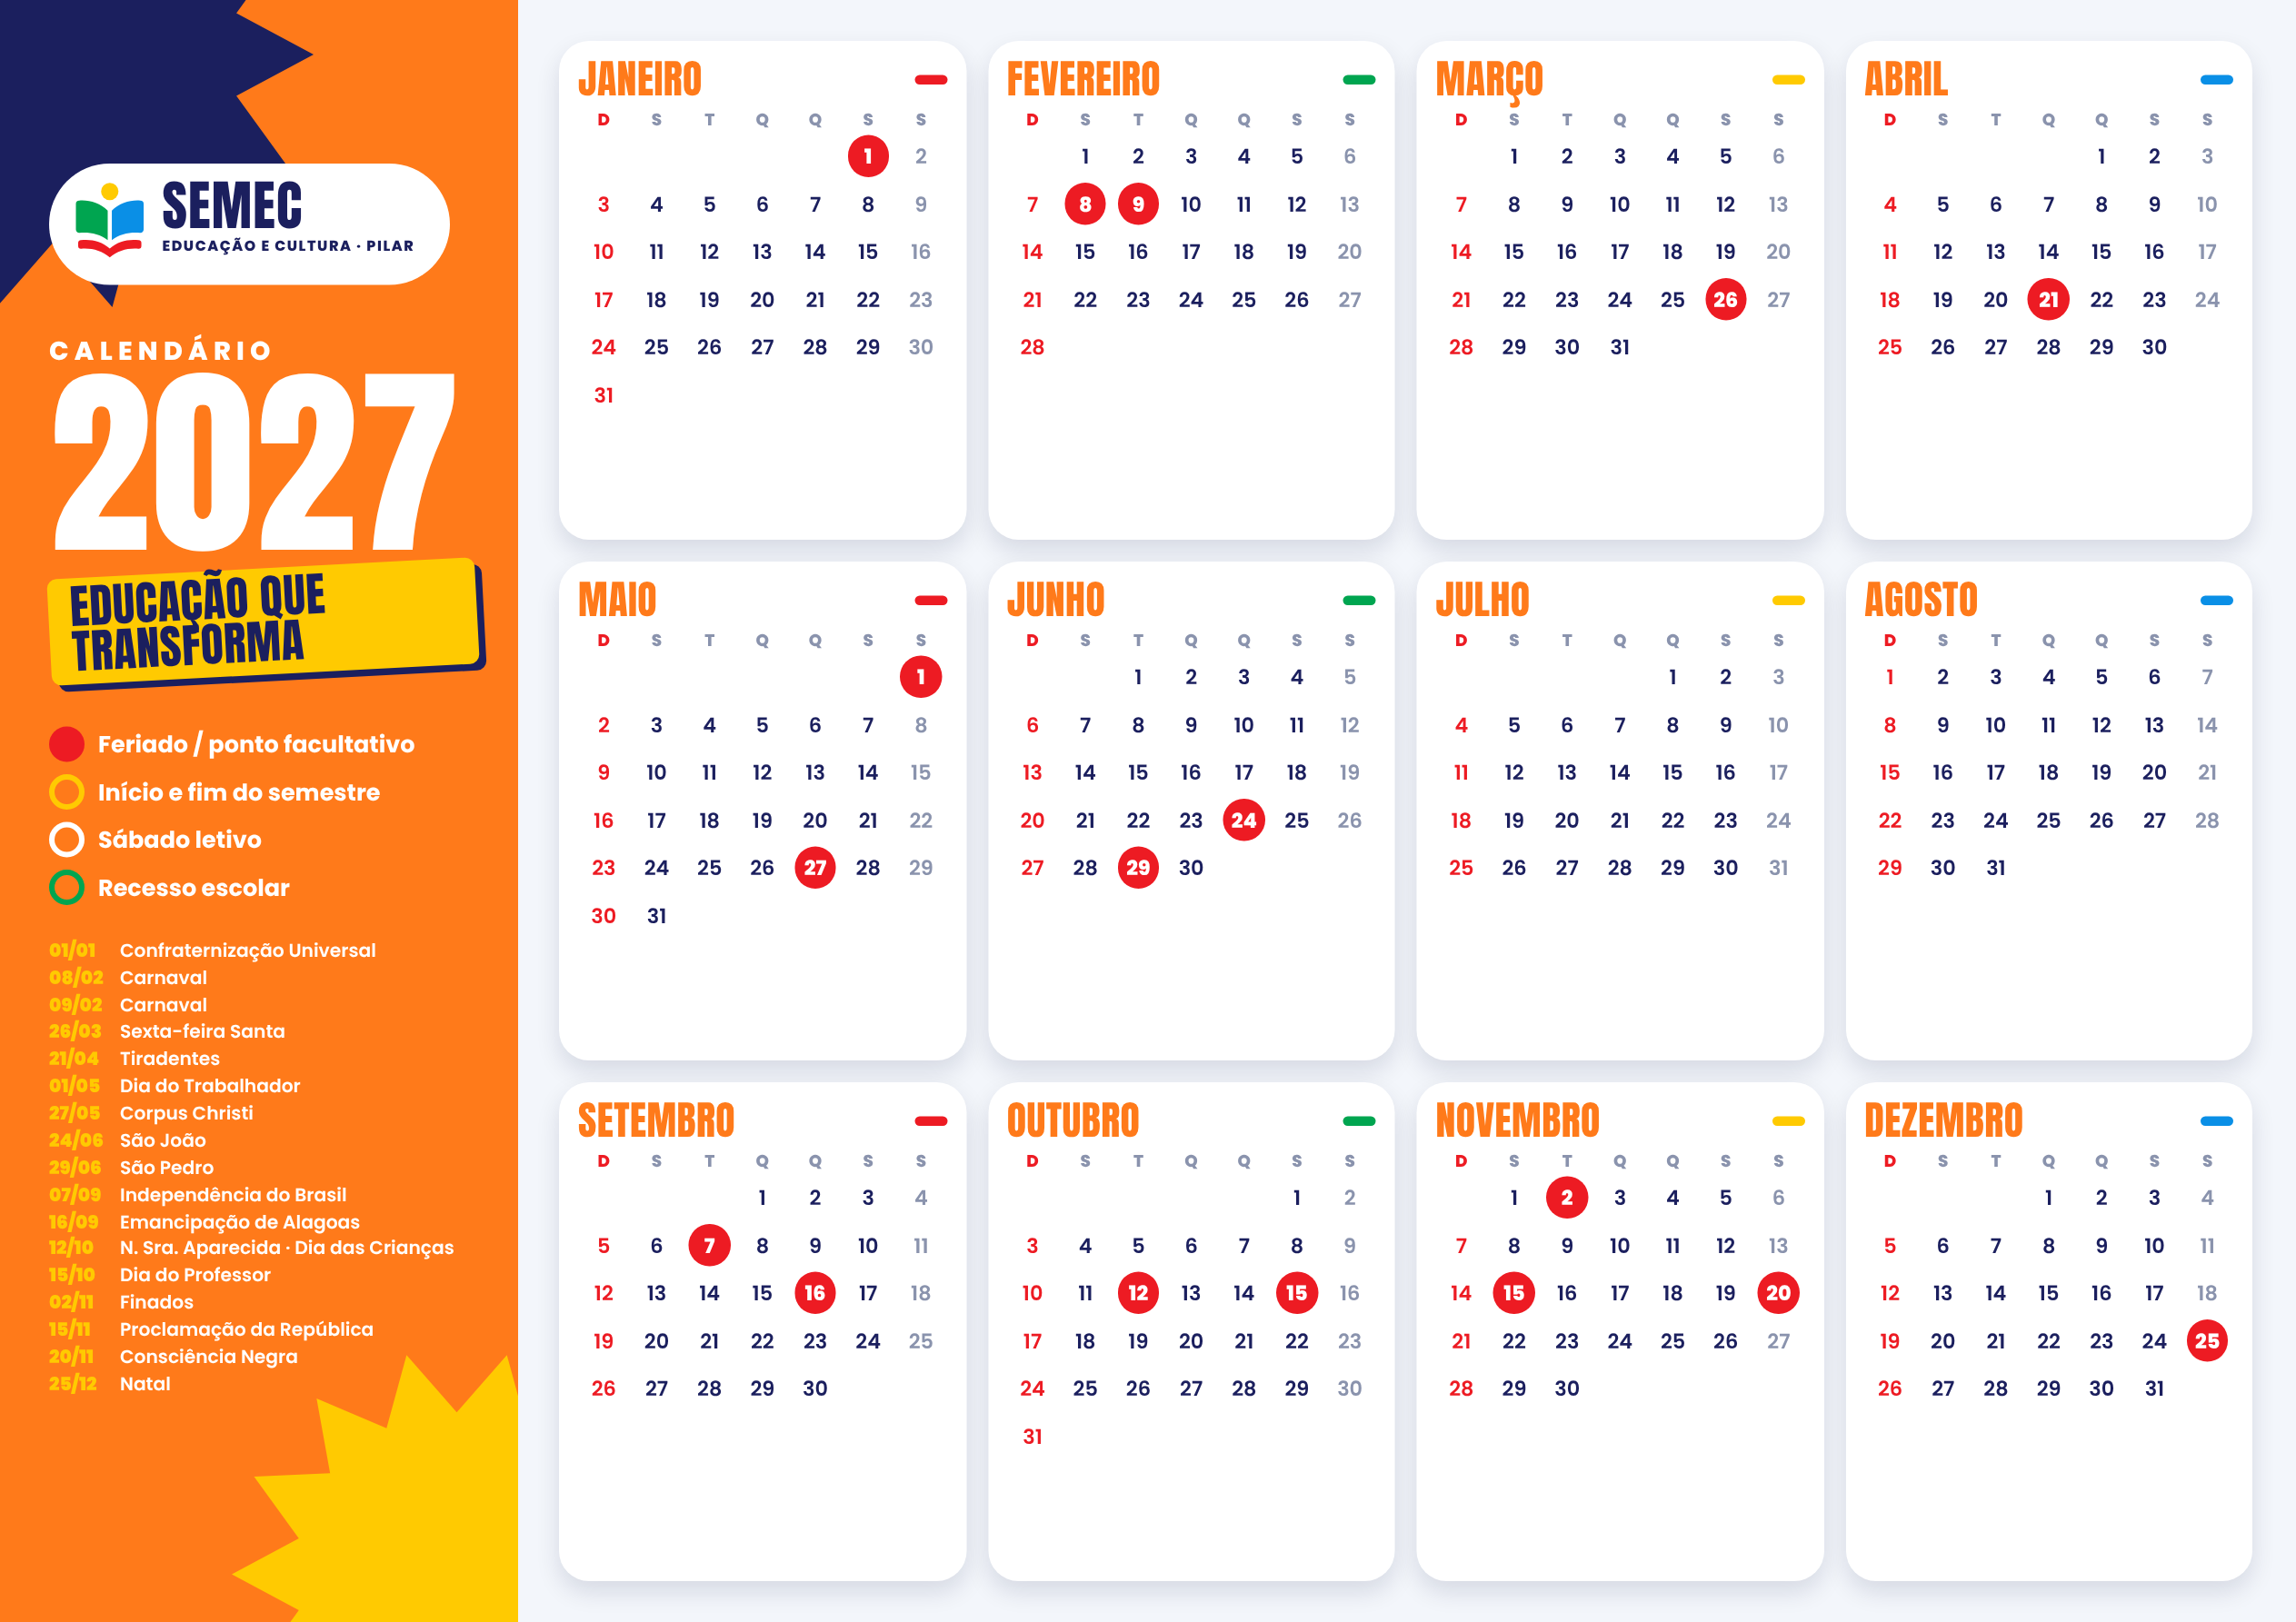 SEMEC
EDUCAÇÃO E CULTURA · PILAR
CALENDÁRIO
2027
EDUCAÇÃO QUE
TRANSFORMA
Feriado / ponto facultativo
Início e fim do semestre
Sábado letivo
Recesso escolar
01/01 Confraternização Universal
08/02 Carnaval
09/02 Carnaval
26/03 Sexta-feira Santa
21/04 Tiradentes
01/05 Dia do Trabalhador
27/05 Corpus Christi
24/06 São João
29/06 São Pedro
07/09 Independência do Brasil
16/09 Emancipação de Alagoas
12/10 N. Sra. Aparecida · Dia das Crianças
15/10 Dia do Professor
02/11 Finados
15/11 Proclamação da República
20/11 Consciência Negra
25/12 Natal
JANEIRO
D S T Q Q S S
1 2
3 4 5 6 7 8 9
10 11 12 13 14 15 16
17 18 19 20 21 22 23
24 25 26 27 28 29 30
31
FEVEREIRO
D S T Q Q S S
1 2 3 4 5 6
7 8 9 10 11 12 13
14 15 16 17 18 19 20
21 22 23 24 25 26 27
28
MARÇO
D S T Q Q S S
1 2 3 4 5 6
7 8 9 10 11 12 13
14 15 16 17 18 19 20
21 22 23 24 25 26 27
28 29 30 31
ABRIL
D S T Q Q S S
1 2 3
4 5 6 7 8 9 10
11 12 13 14 15 16 17
18 19 20 21 22 23 24
25 26 27 28 29 30
MAIO
D S T Q Q S S
1
2 3 4 5 6 7 8
9 10 11 12 13 14 15
16 17 18 19 20 21 22
23 24 25 26 27 28 29
30 31
JUNHO
D S T Q Q S S
1 2 3 4 5
6 7 8 9 10 11 12
13 14 15 16 17 18 19
20 21 22 23 24 25 26
27 28 29 30
JULHO
D S T Q Q S S
1 2 3
4 5 6 7 8 9 10
11 12 13 14 15 16 17
18 19 20 21 22 23 24
25 26 27 28 29 30 31
AGOSTO
D S T Q Q S S
1 2 3 4 5 6 7
8 9 10 11 12 13 14
15 16 17 18 19 20 21
22 23 24 25 26 27 28
29 30 31
SETEMBRO
D S T Q Q S S
1 2 3 4
5 6 7 8 9 10 11
12 13 14 15 16 17 18
19 20 21 22 23 24 25
26 27 28 29 30
OUTUBRO
D S T Q Q S S
1 2
3 4 5 6 7 8 9
10 11 12 13 14 15 16
17 18 19 20 21 22 23
24 25 26 27 28 29 30
31
NOVEMBRO
D S T Q Q S S
1 2 3 4 5 6
7 8 9 10 11 12 13
14 15 16 17 18 19 20
21 22 23 24 25 26 27
28 29 30
DEZEMBRO
D S T Q Q S S
1 2 3 4
5 6 7 8 9 10 11
12 13 14 15 16 17 18
19 20 21 22 23 24 25
26 27 28 29 30 31